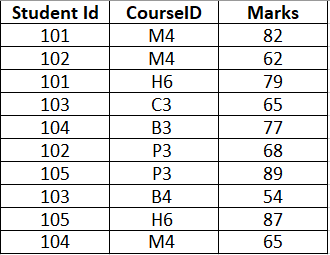 Student Id CourseID Marks
101 M4 82
102 M4 62
101 H6 79
103 C3 65
104 B3 77
102 P3 68
105 P3 89
103 B4 54
105 H6 87
104 M4 65